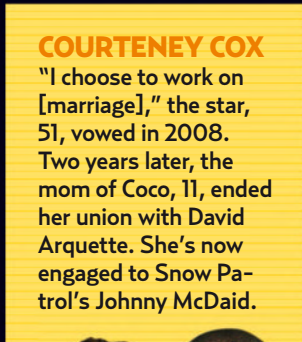 COURTENEY COX
“I choose to work on
[marriage],” the star,
51, vowed in 2008.
Two years later, the
mom of Coco, 11, ended
her union with David
Arquette. She’s now
engaged to Snow Pa-
trol’s Johnny McDaid.